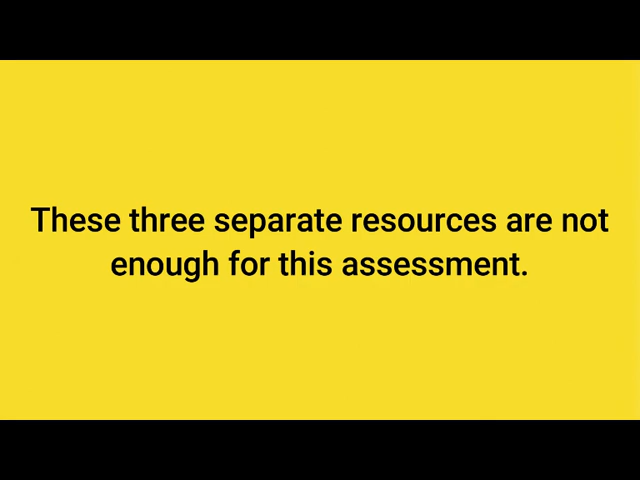 These three separate resources are not
enough for this assessment.